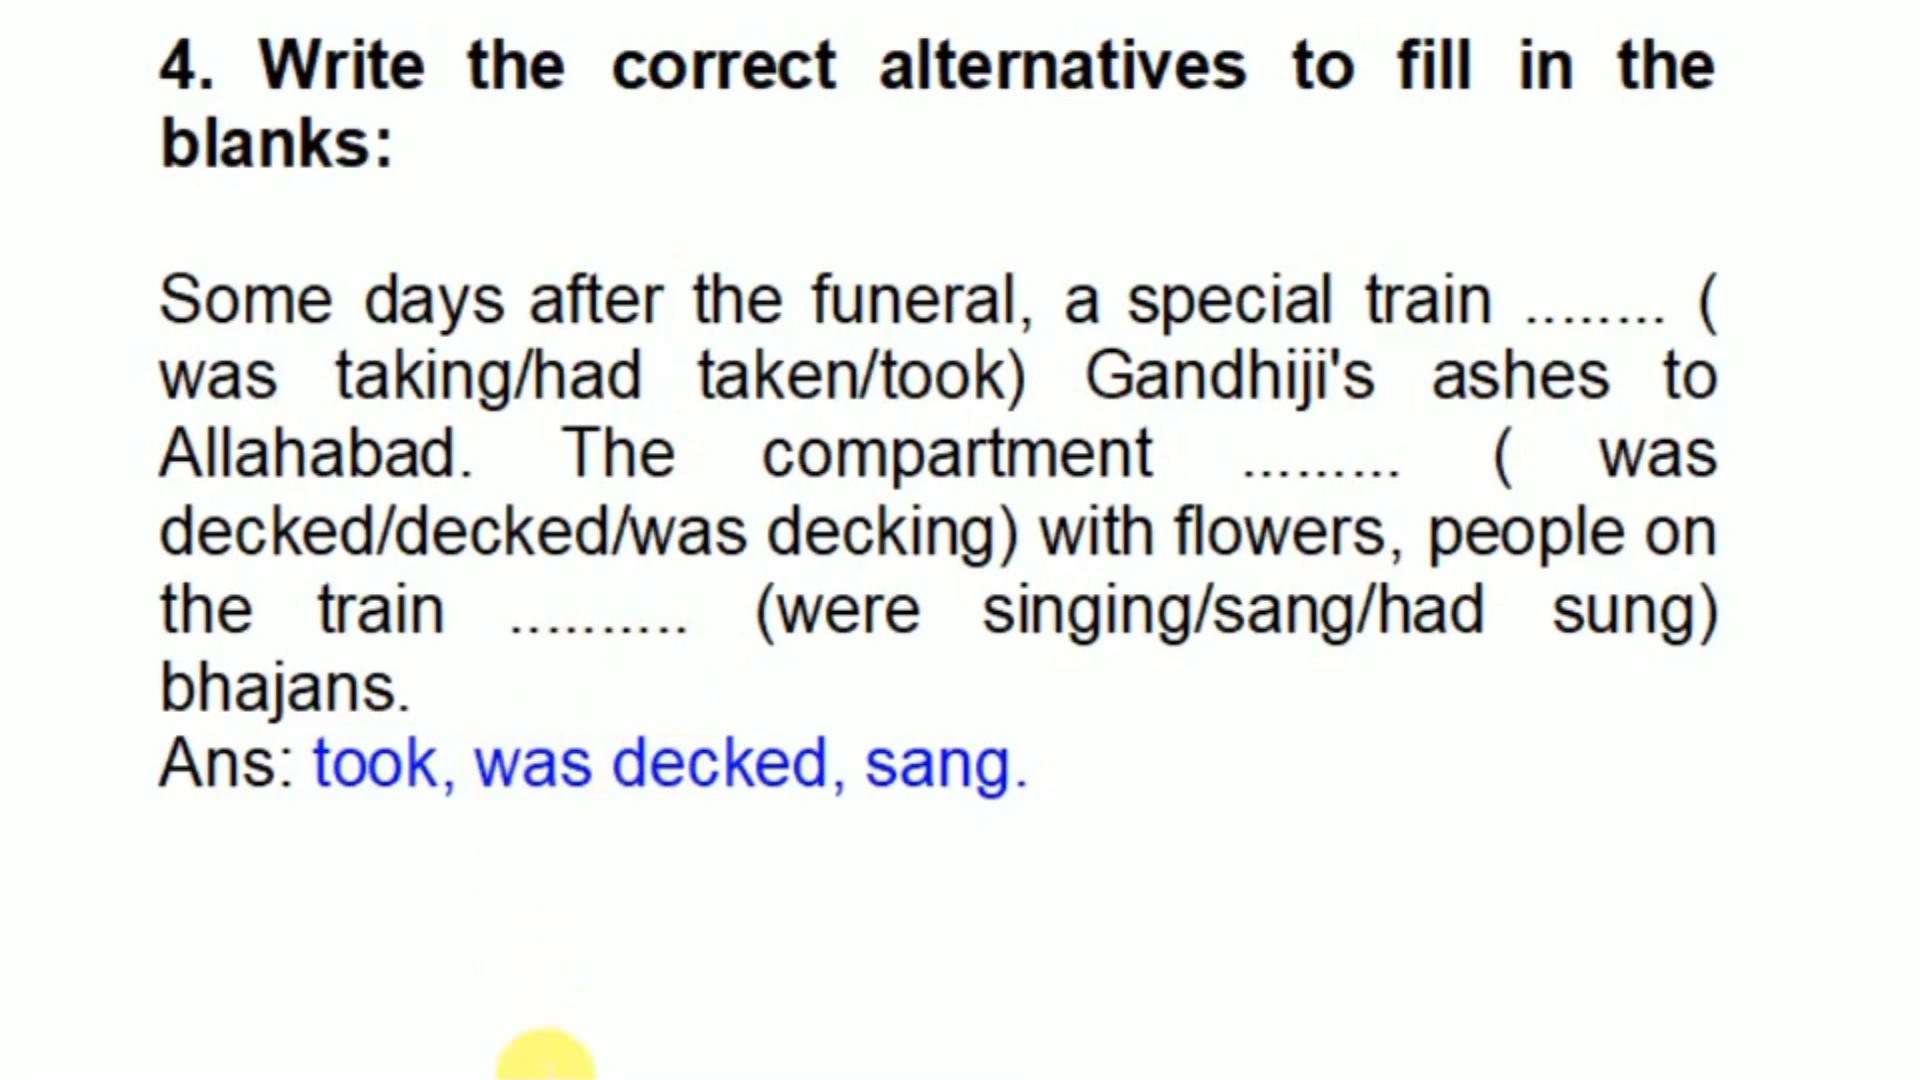 4. Write the correct alternatives to fill in the
blanks:
Some days after the funeral, a special train ........ (
was taking/had taken/took) Gandhiji's ashes to
Allahabad. The compartment ......... ( was
decked/decked/was decking) with flowers, people on
the train .......... (were singing/sang/had sung)
bhajans.
Ans: took, was decked, sang.